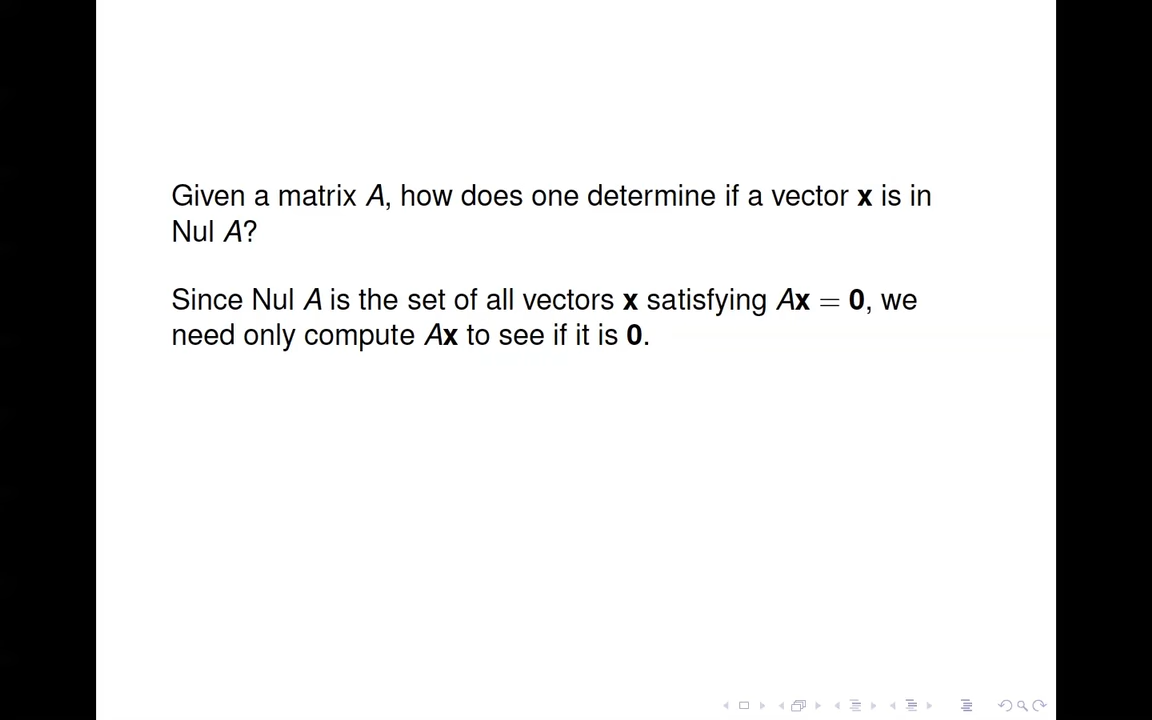 Given a matrix A, how does one determine if a vector x is in
Nul A?
Since Nul A is the set of all vectors x satisfying Ax = 0, we
need only compute Ax to see if it is 0.